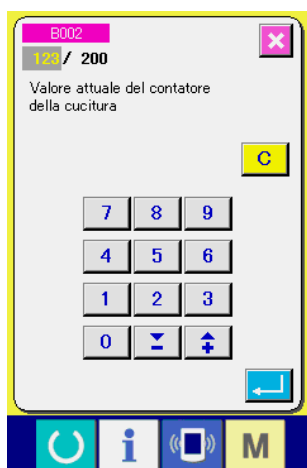 B002
123/ 200
Valore attuale del contatore
della cucitura
C
7 8 9
4 5 6
1 2 3
0
i M